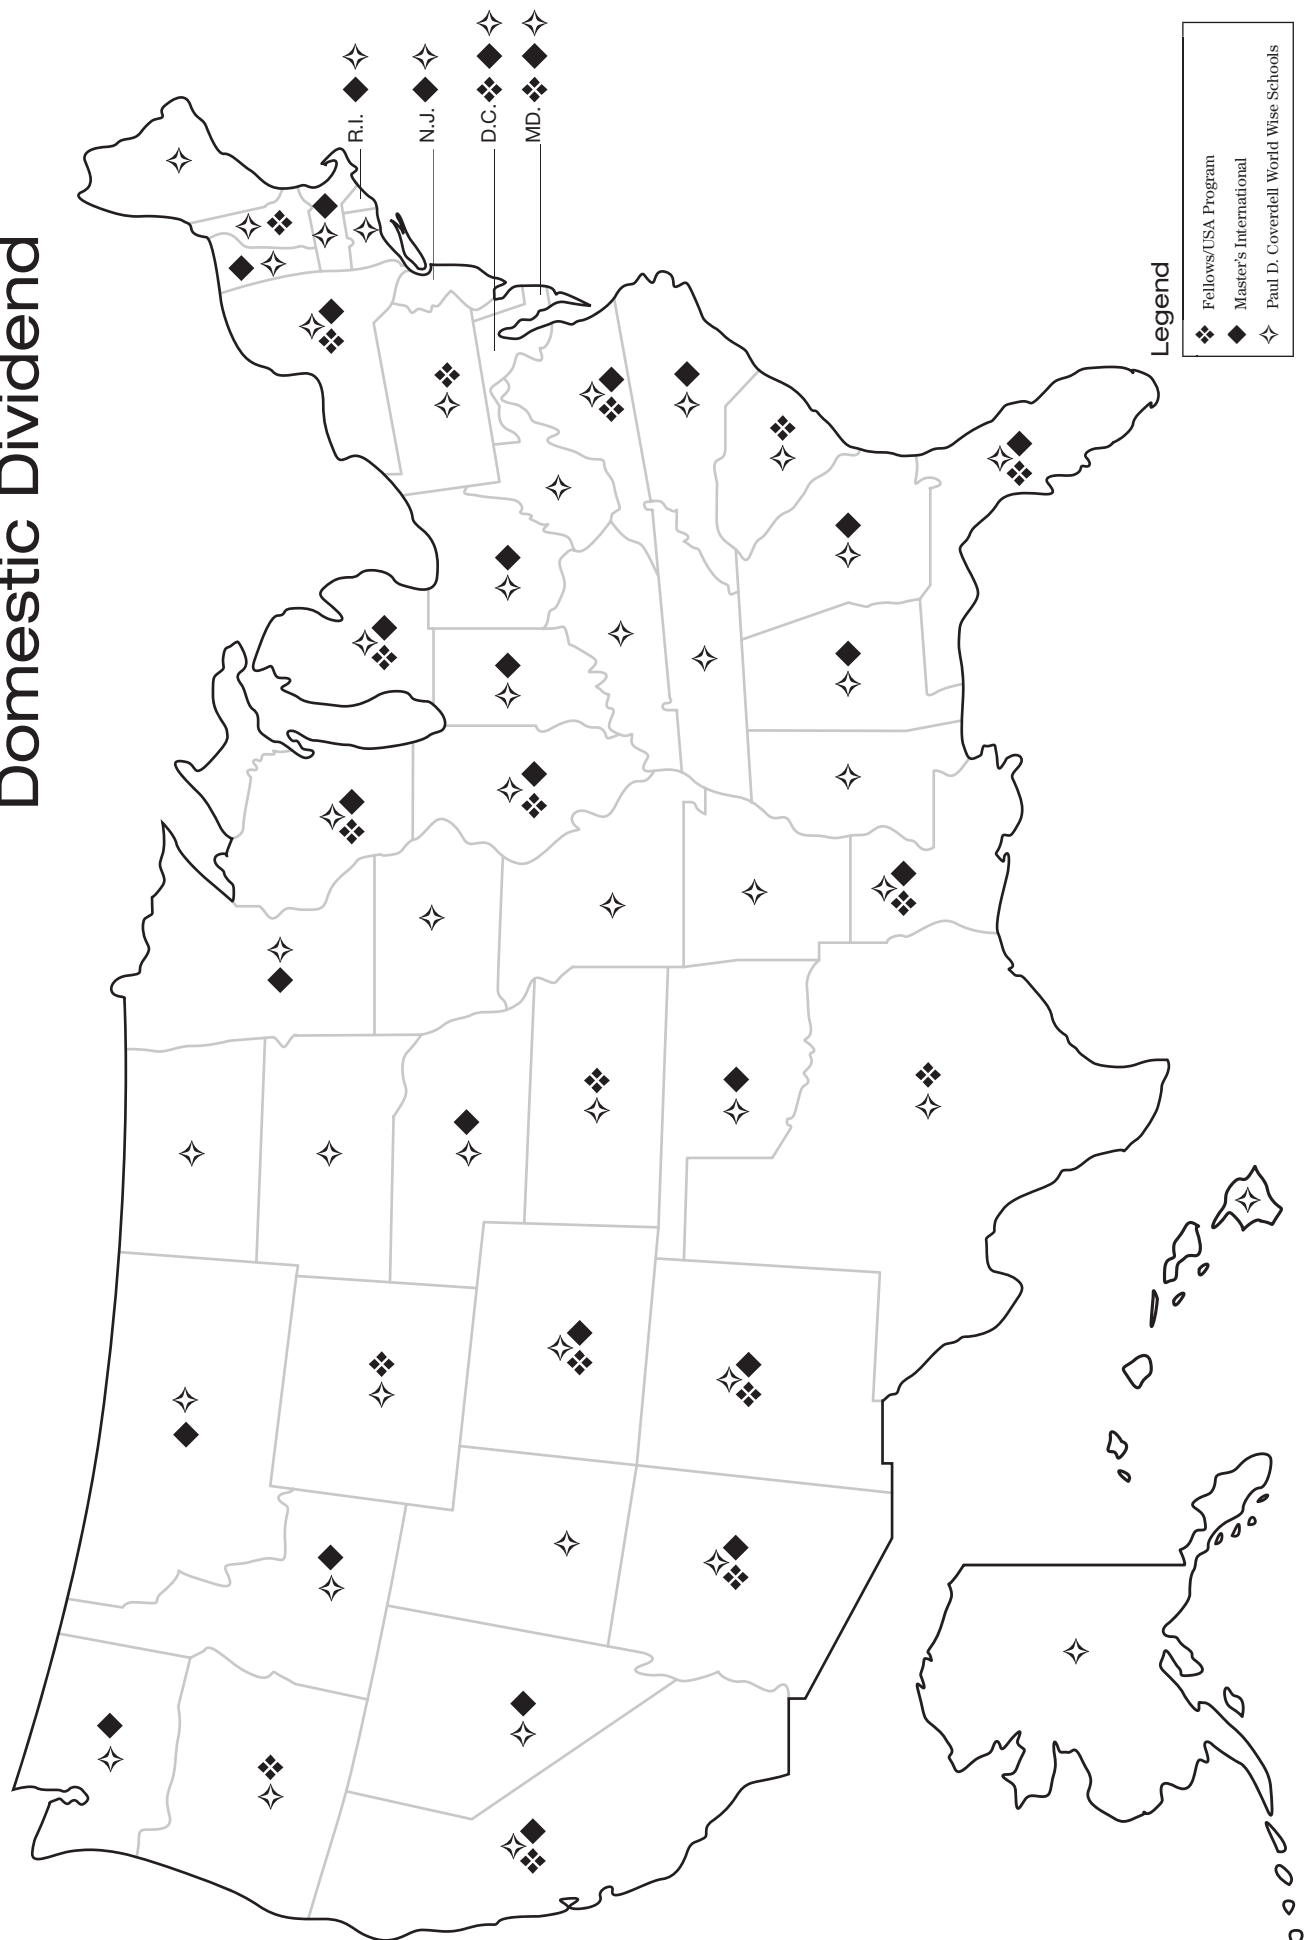 Domestic Dividend
R.I.
N.J.
D.C.
MD.
Legend
Fellows/USA Program
Master's International
Paul D. Coverdell World Wise Schools